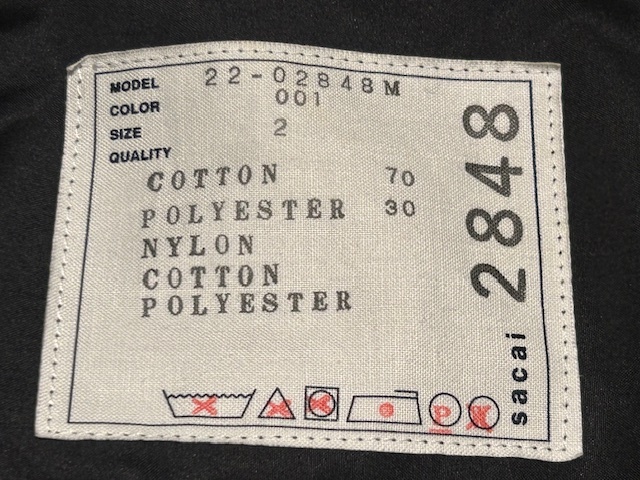 MODEL 22-02848M
COLOR 001
SIZE 2
QUALITY
COTTON 70
POLYESTER 30
NYLON
COTTON
POLYESTER
P
sacai 2848